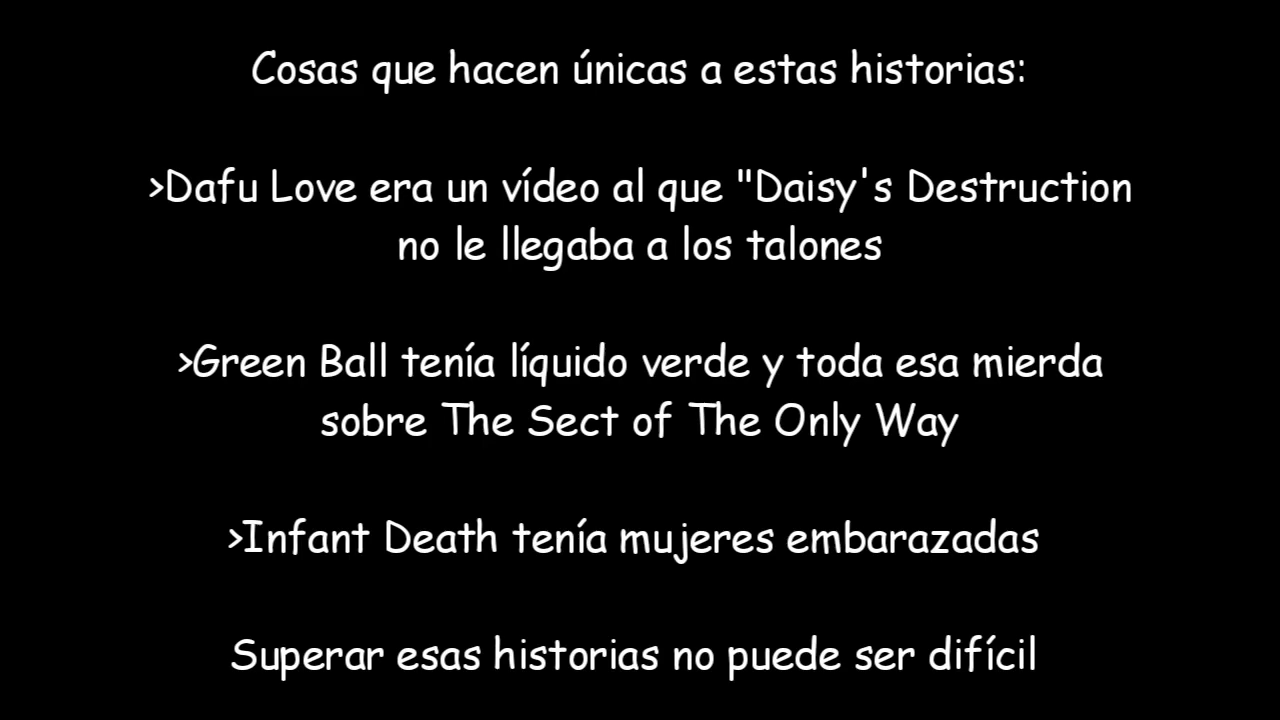 Cosas que hacen únicas a estas historias:
>Dafu Love era un vídeo al que "Daisy's Destruction
no le llegaba a los talones
>Green Ball tenía líquido verde y toda esa mierda
sobre The Sect of The Only Way
>Infant Death tenía mujeres embarazadas
Superar esas historias no puede ser difícil